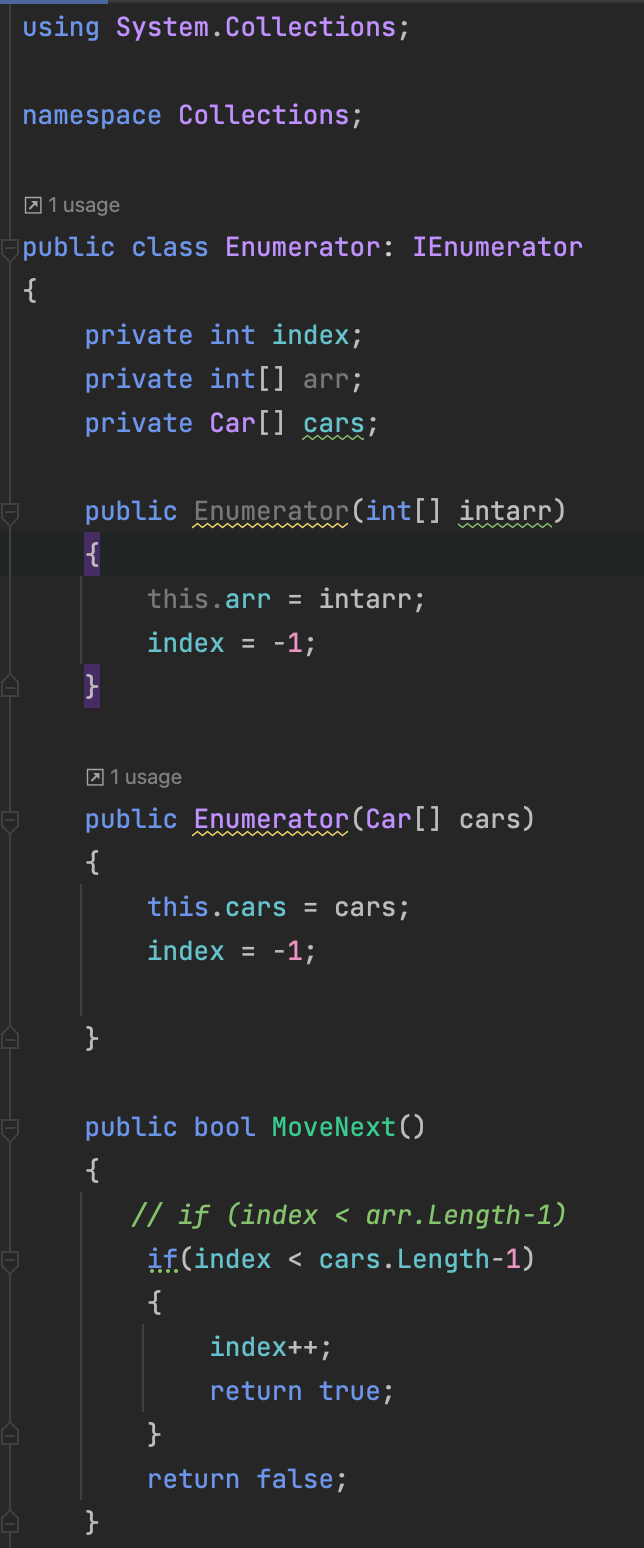 using System.Collections;
namespace Collections;
1 usage
public class Enumerator: IEnumerator
{
    private int index;
    private int[] arr;
    private Car[] cars;
    public Enumerator(int[] intarr)
    {
        this.arr = intarr;
        index = -1;
    }
    1 usage
    public Enumerator(Car[] cars)
    {
        this.cars = cars;
        index = -1;
    }
    public bool MoveNext()
    {
       // if (index < arr.Length-1)
        if(index < cars.Length-1)
        {
            index++;
            return true;
        }
        return false;
    }